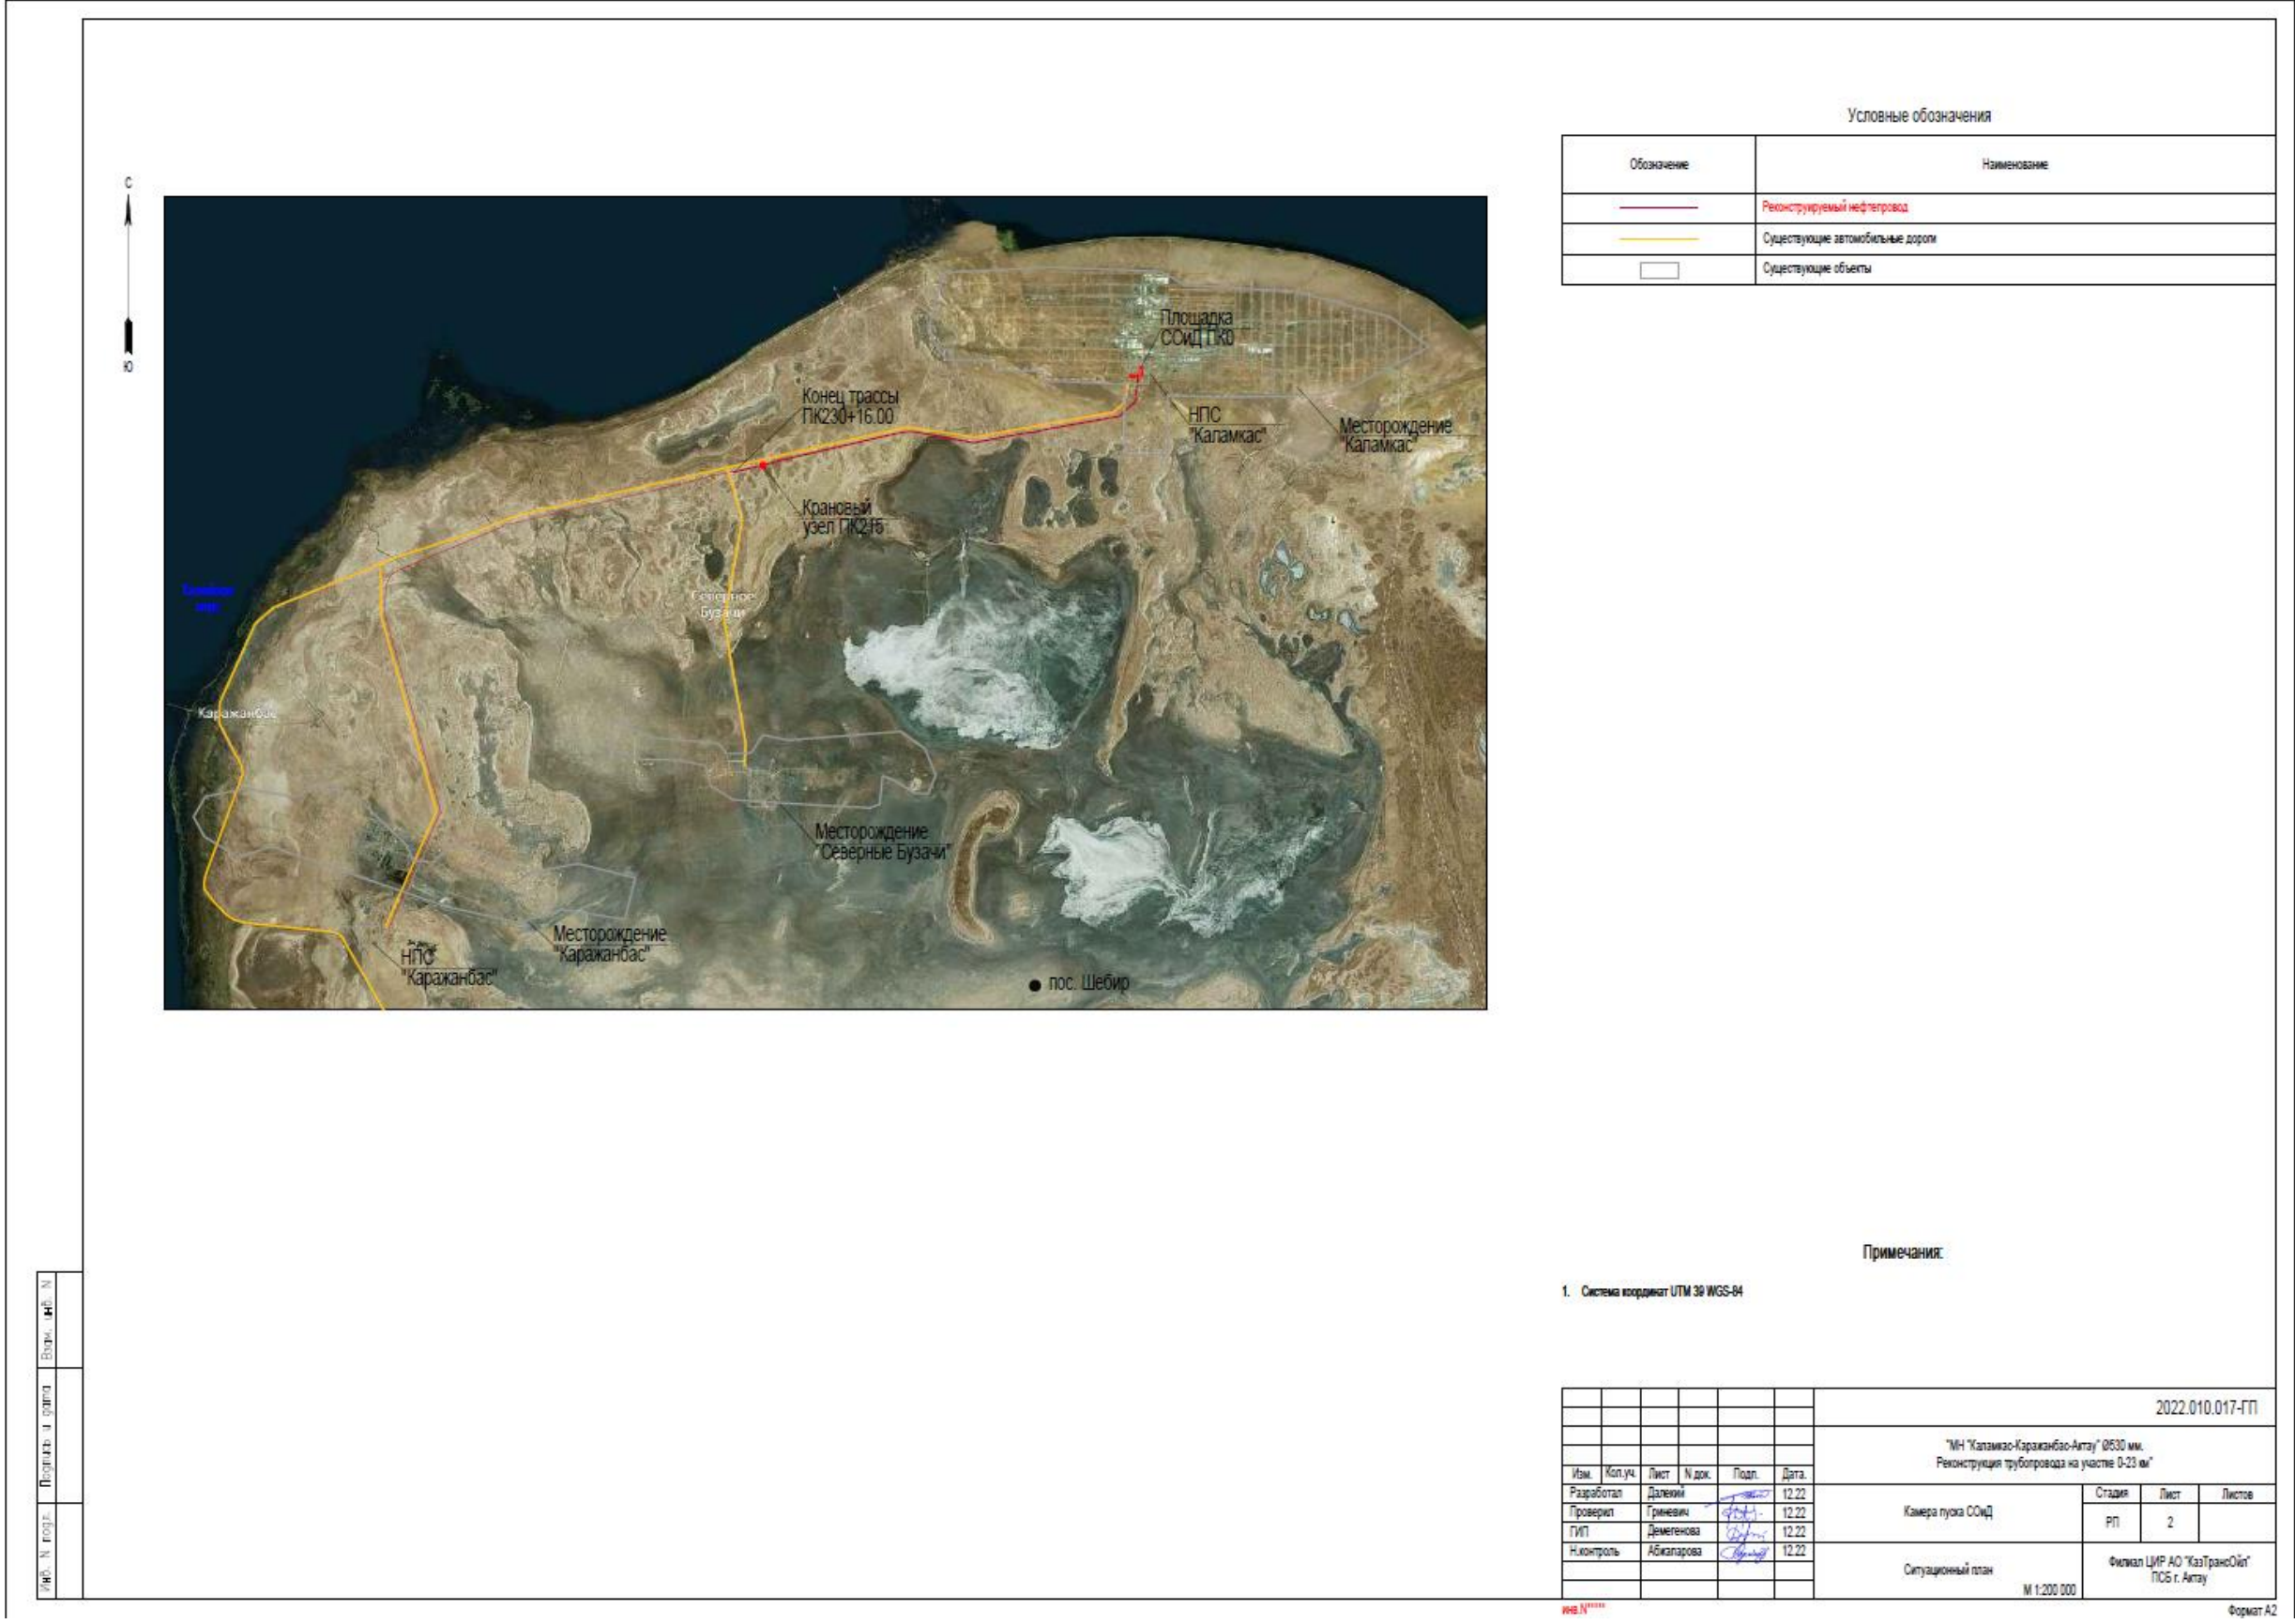 Условные обозначения
Обозначение
Наименование
Реконструируемый нефтепровод
Существующие автомобильные дороги
Существующие объекты
С
Ю
Площадка
СОиД ПК0
Конец трассы
ПК230+16.00
НПС
"Каламкас"
Месторождение
"Каламкас"
Крановый
узел ПК215
Северное
Бузачи
Каражанбас
Месторождение
"Северные Бузачи"
Месторождение
"Каражанбас"
НПС
"Каражанбас"
пос. Шебир
Примечания:
1. Система координат UTM 39 WGS-84
Взам. инв. N
Подпись и дата
Инв. N подл.
2022.010.017-ГП
"МН "Каламкас-Каражанбас-Актау" Ø530 мм.
Реконструкция трубопровода на участке 0-23 км"
Изм. Кол.уч. Лист N док. Подп. Дата.
Разработал Далекий 12.22
Проверил Гриневич 12.22
ГИП Демегенова 12.22
Н.контроль Абжапарова 12.22
Камера пуска СОиД
Стадия Лист Листов
РП 2
Ситуационный план
М 1:200 000
Филиал ЦИР АО "КазТрансОйл"
ПСБ г. Актау
инв.N*****
Формат А2